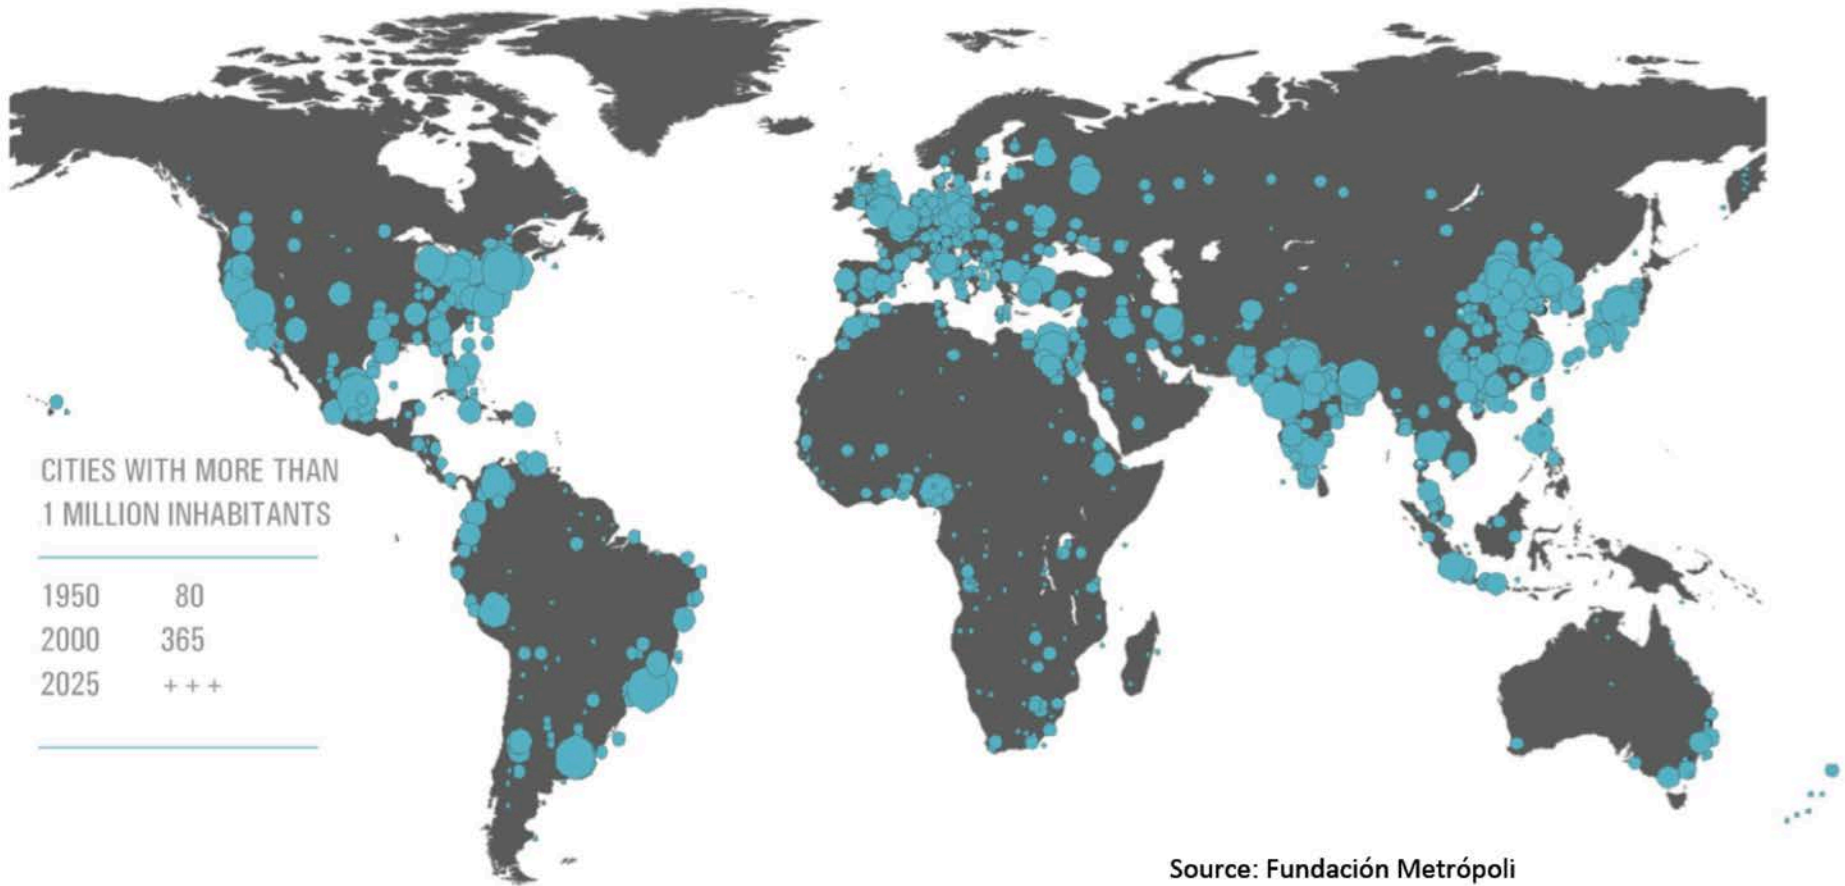 CITIES WITH MORE THAN
1 MILLION INHABITANTS
1950 80
2000 365
2025 +++
Source: Fundación Metrópoli